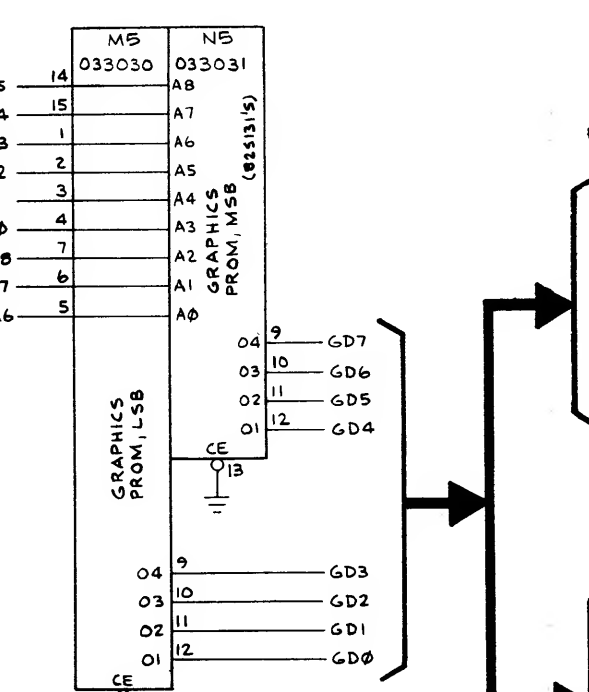 M5 N5
033030 033031
14 A8
15 A7
1 A6
2 A5
3 A4
4 A3
7 A2
6 A1
5 AØ
GRAPHICS
PROM, MSB
(82S131'S)
O4 9 GD7
O3 10 GD6
O2 11 GD5
O1 12 GD4
CE
13
GRAPHICS
PROM, LSB
O4 9 GD3
O3 10 GD2
O2 11 GD1
O1 12 GDØ
CE